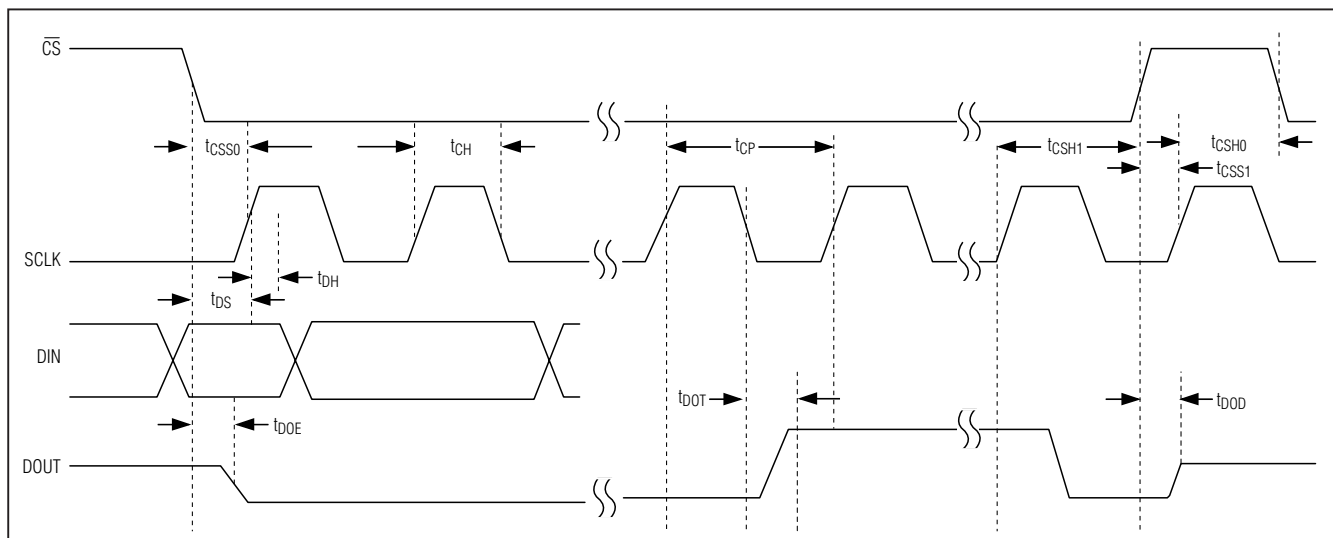 CS
tCSS0
tCH
tCP
tCSH1
tCSH0
tCSS1
SCLK
tDH
tDS
DIN
tDOT
tDOD
tDOE
DOUT